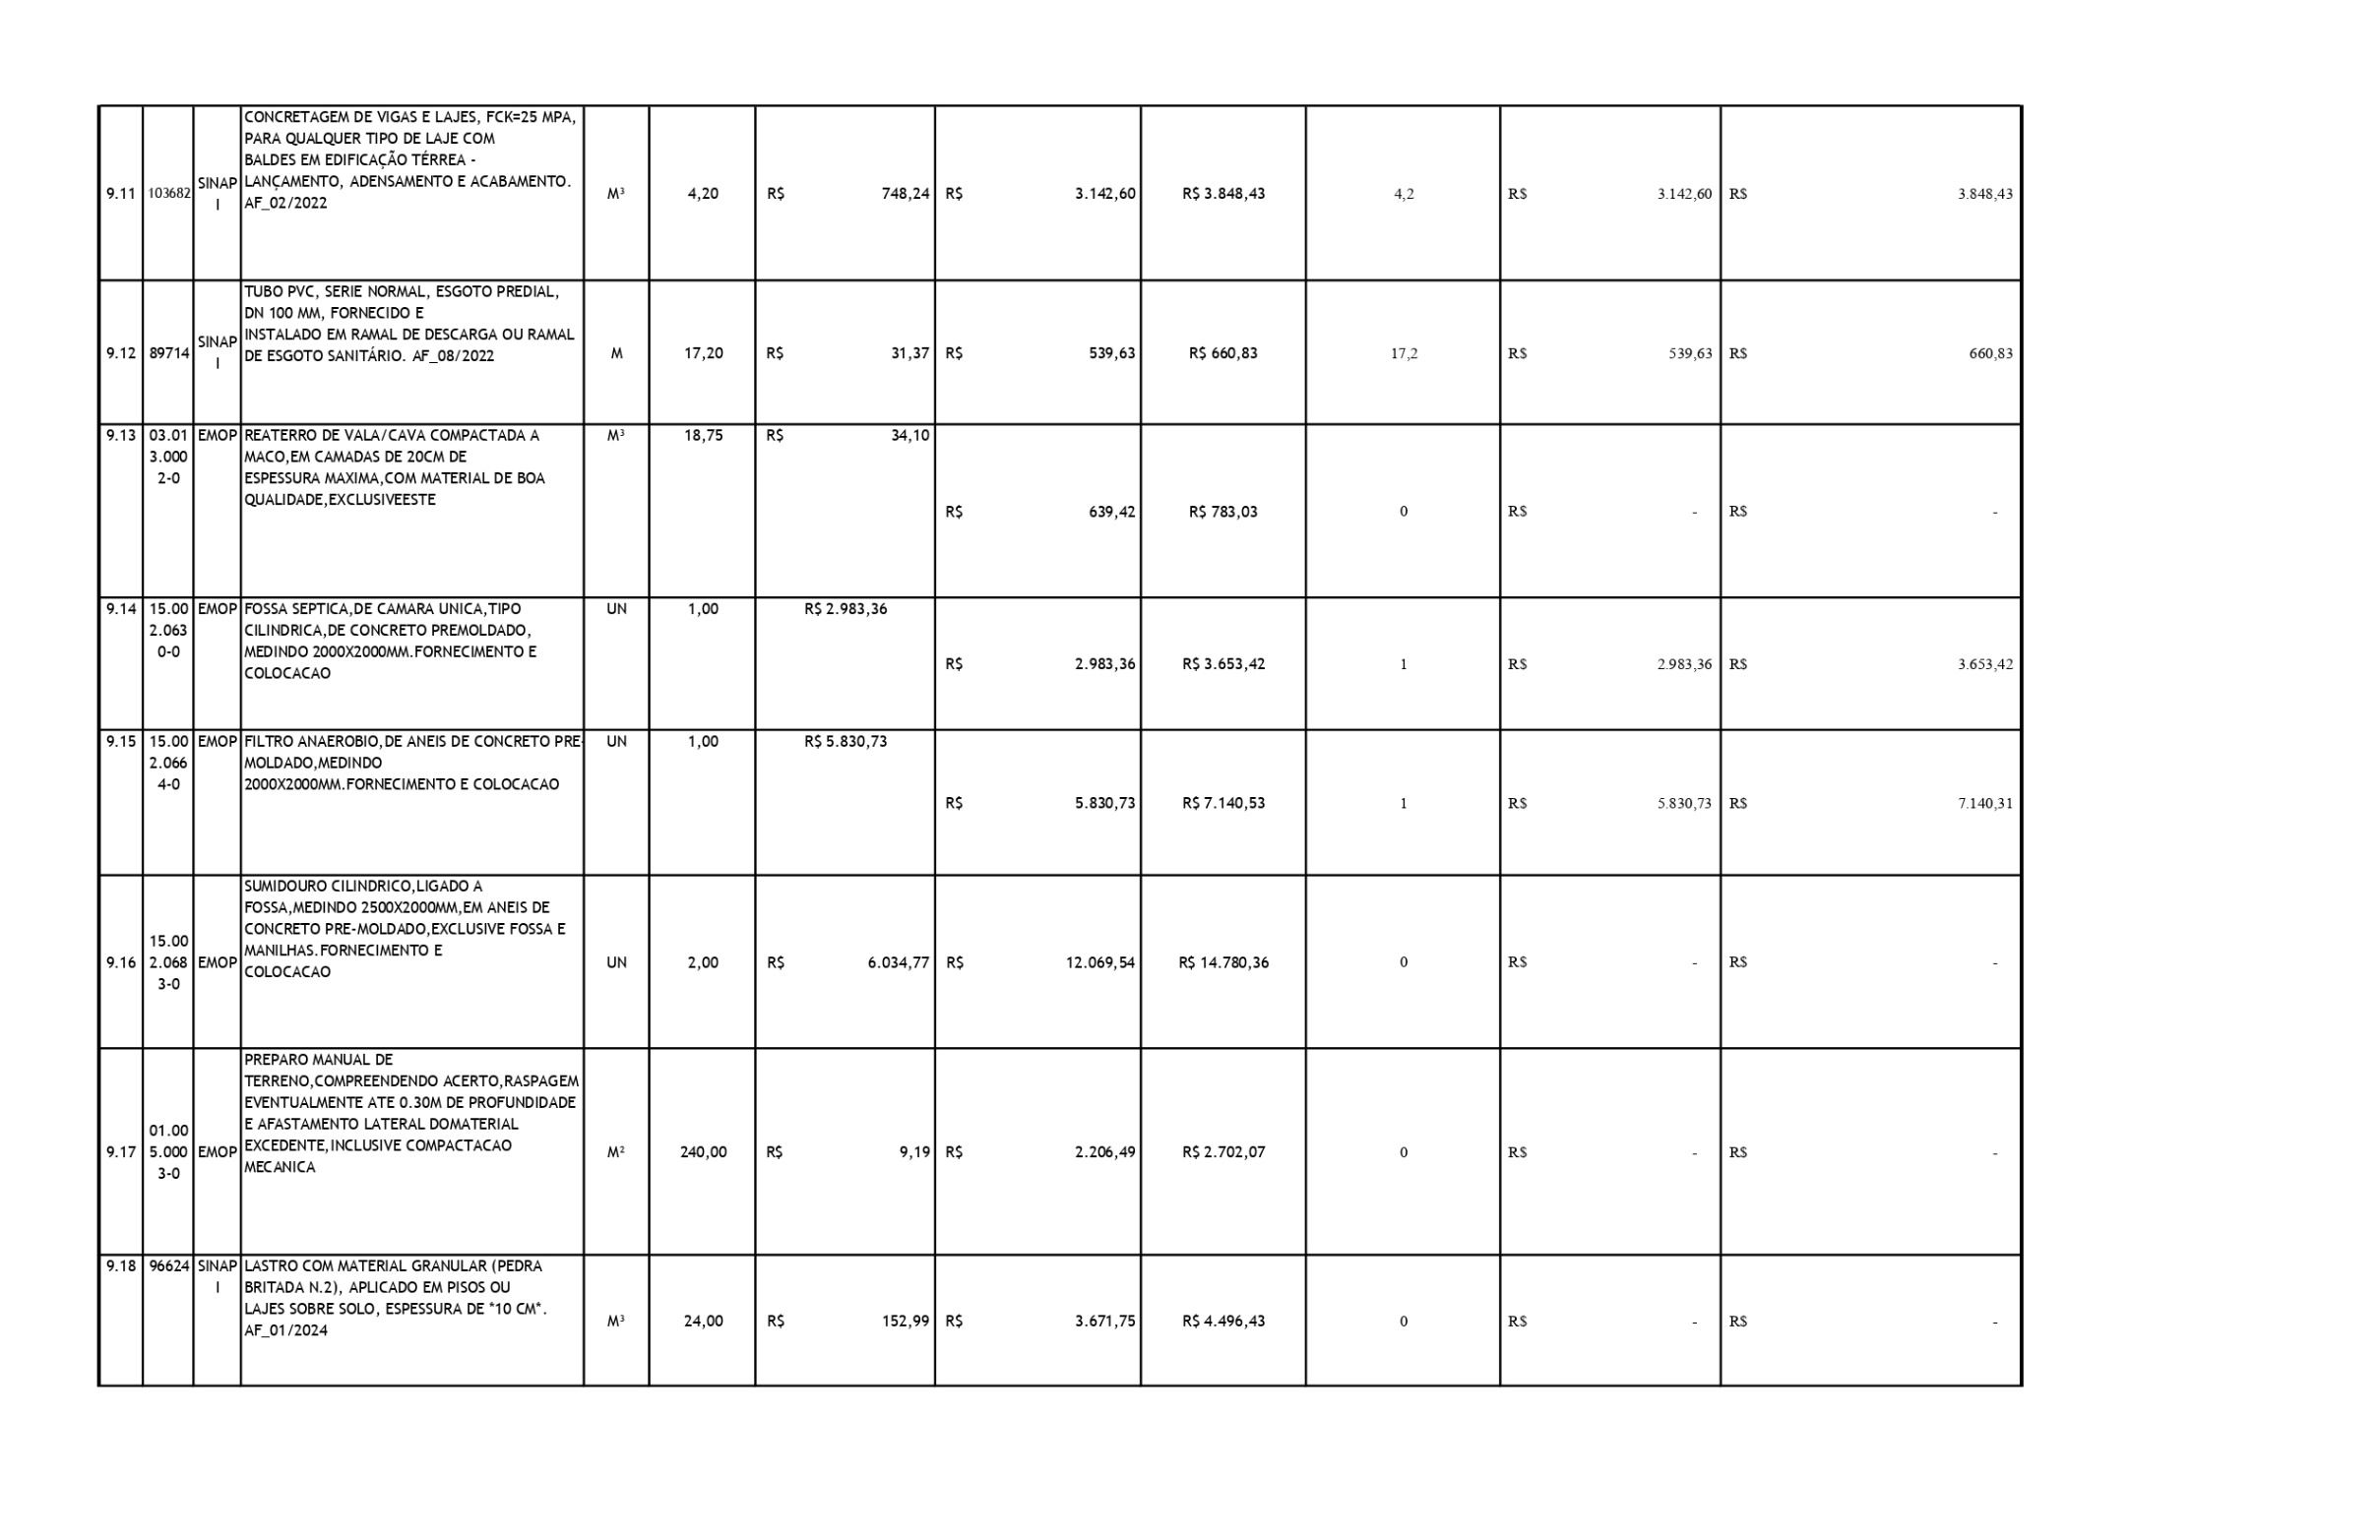 CONCRETAGEM DE VIGAS E LAJES, FCK=25 MPA,
PARA QUALQUER TIPO DE LAJE COM
BALDES EM EDIFICAÇÃO TÉRREA -
LANÇAMENTO, ADENSAMENTO E ACABAMENTO.
AF_02/2022
9.11 103682 SINAP
I
M³ 4,20 R$ 748,24 R$ 3.142,60 R$ 3.848,43 4,2 R$ 3.142,60 R$ 3.848,43
TUBO PVC, SERIE NORMAL, ESGOTO PREDIAL,
DN 100 MM, FORNECIDO E
INSTALADO EM RAMAL DE DESCARGA OU RAMAL
DE ESGOTO SANITÁRIO. AF_08/2022
9.12 89714 SINAP
I
M 17,20 R$ 31,37 R$ 539,63 R$ 660,83 17,2 R$ 539,63 R$ 660,83
9.13 03.01
3.000
2-0
EMOP
REATERRO DE VALA/CAVA COMPACTADA A
MACO,EM CAMADAS DE 20CM DE
ESPESSURA MAXIMA,COM MATERIAL DE BOA
QUALIDADE,EXCLUSIVEESTE
M³ 18,75 R$ 34,10
R$ 639,42 R$ 783,03 0 R$ - R$ -
9.14 15.00
2.063
0-0
EMOP
FOSSA SEPTICA,DE CAMARA UNICA,TIPO
CILINDRICA,DE CONCRETO PREMOLDADO,
MEDINDO 2000X2000MM.FORNECIMENTO E
COLOCACAO
UN 1,00 R$ 2.983,36
R$ 2.983,36 R$ 3.653,42 1 R$ 2.983,36 R$ 3.653,42
9.15 15.00
2.066
4-0
EMOP
FILTRO ANAEROBIO,DE ANEIS DE CONCRETO PRE-
MOLDADO,MEDINDO
2000X2000MM.FORNECIMENTO E COLOCACAO
UN 1,00 R$ 5.830,73
R$ 5.830,73 R$ 7.140,53 1 R$ 5.830,73 R$ 7.140,31
SUMIDOURO CILINDRICO,LIGADO A
FOSSA,MEDINDO 2500X2000MM,EM ANEIS DE
CONCRETO PRE-MOLDADO,EXCLUSIVE FOSSA E
MANILHAS.FORNECIMENTO E
COLOCACAO
9.16 15.00
2.068
3-0
EMOP
UN 2,00 R$ 6.034,77 R$ 12.069,54 R$ 14.780,36 0 R$ - R$ -
PREPARO MANUAL DE
TERRENO,COMPREENDENDO ACERTO,RASPAGEM
EVENTUALMENTE ATE 0.30M DE PROFUNDIDADE
E AFASTAMENTO LATERAL DOMATERIAL
EXCEDENTE,INCLUSIVE COMPACTACAO
MECANICA
9.17 01.00
5.000
3-0
EMOP
M² 240,00 R$ 9,19 R$ 2.206,49 R$ 2.702,07 0 R$ - R$ -
9.18 96624 SINAP
I
LASTRO COM MATERIAL GRANULAR (PEDRA
BRITADA N.2), APLICADO EM PISOS OU
LAJES SOBRE SOLO, ESPESSURA DE *10 CM*.
AF_01/2024
M³ 24,00 R$ 152,99 R$ 3.671,75 R$ 4.496,43 0 R$ - R$ -